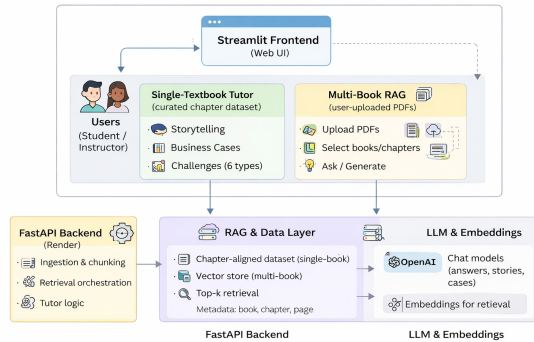 Streamlit Frontend
(Web UI)
Users
(Student /
Instructor)
Single-Textbook Tutor
(curated chapter dataset)
Storytelling
Business Cases
Challenges (6 types)
Multi-Book RAG
(user-uploaded PDFs)
Upload PDFs
Select books/chapters
Ask / Generate
FastAPI Backend
(Render)
Ingestion & chunking
Retrieval orchestration
Tutor logic
RAG & Data Layer
· Chapter-aligned dataset (single-book)
· Vector store (multi-book)
· Top-k retrieval
Metadata: book, chapter, page
LLM & Embeddings
OpenAI
Chat models
(answers, stories,
cases)
Embeddings for retieval
FastAPI Backend
LLM & Embeddings